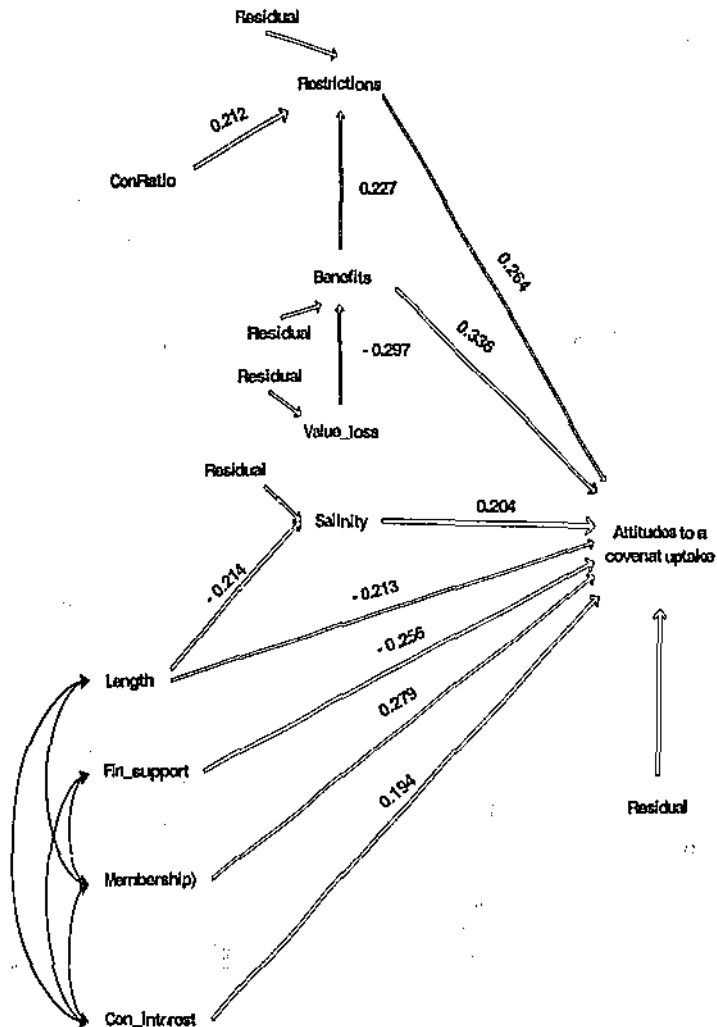 Residual
Restrictions
0.212
ConRatio
0.227
Benefits
0.264
0.336
Residual
- 0.297
Residual
Value_loss
Residual
Salinity
0.204
Attitudes to a
covenat uptake
- 0.214
- 0.213
- 0.256
Length
0.279
Fin_support
0.194
Residual
Membership)
Con_Interest